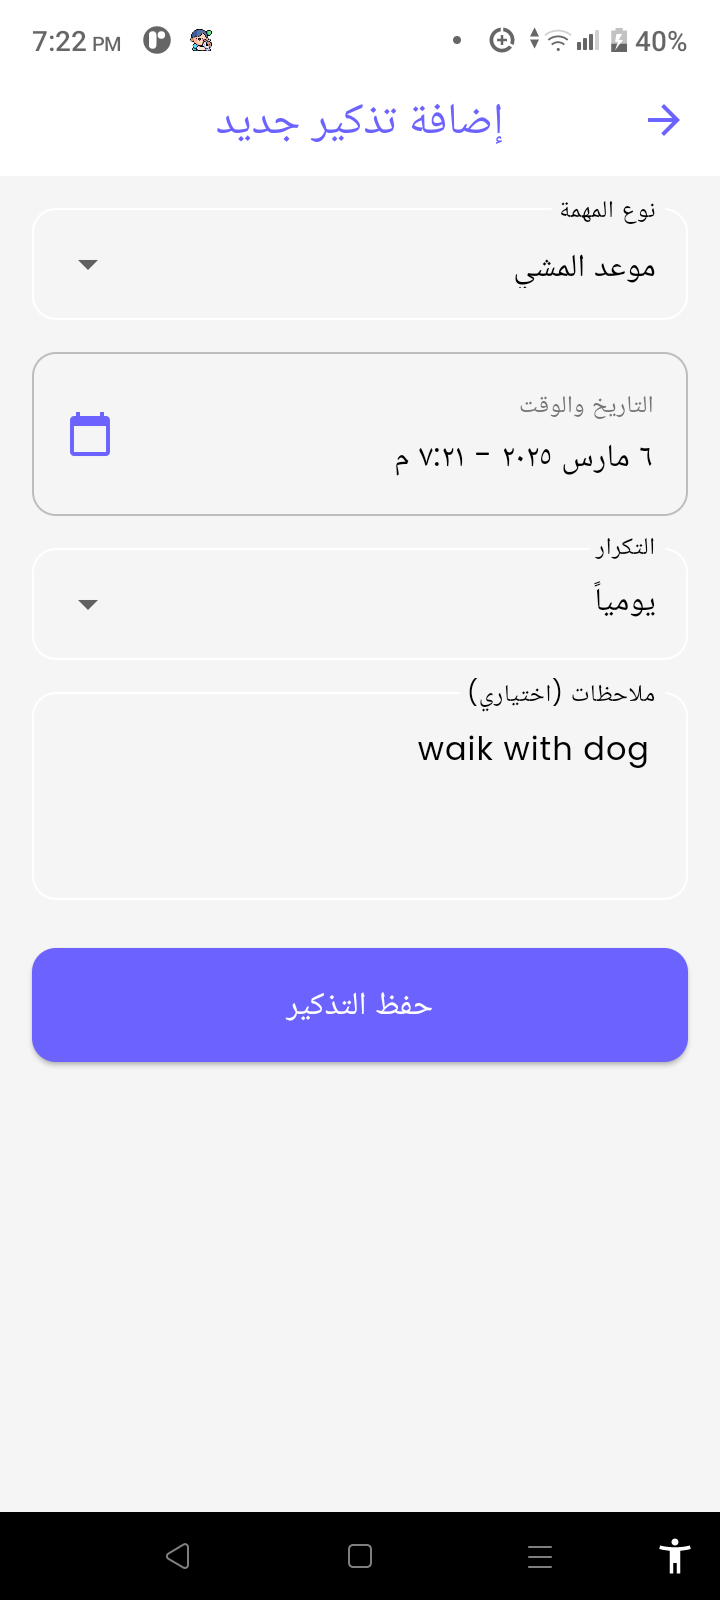 7:22 PM
40%
إضافة تذكير جديد
نوع المهمة
موعد المشي
التاريخ والوقت
٦ مارس ٢٠٢٥ - ٧:٢١ م
التكرار
يومياً
ملاحظات (اختياري)
waik with dog
حفظ التذكير